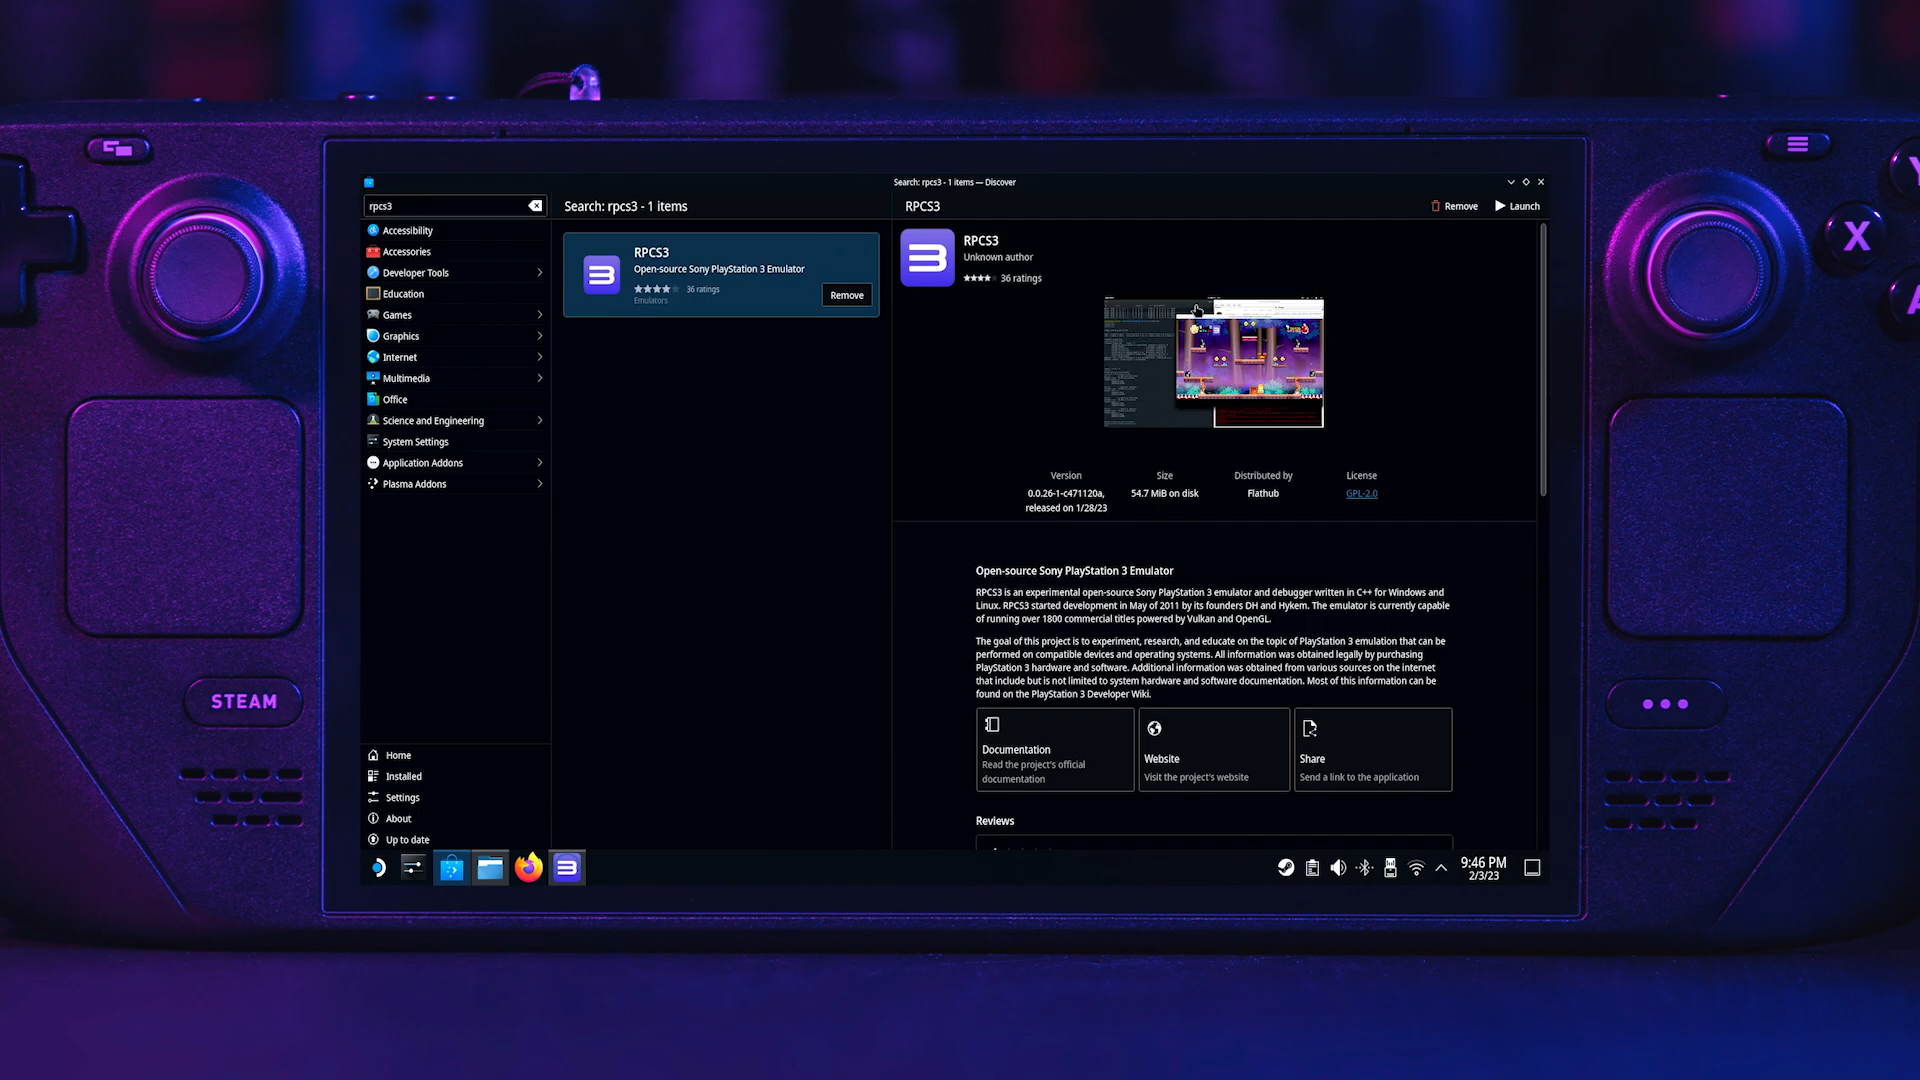 Search: rpcs3 - 1 items — Discover
rpcs3
Search: rpcs3 - 1 items
RPCS3
Remove
Launch
Accessibility
Accessories
Developer Tools
Education
Games
Graphics
Internet
Multimedia
Office
Science and Engineering
System Settings
Application Addons
Plasma Addons
Home
Installed
Settings
About
Up to date
RPCS3
Open-source Sony PlayStation 3 Emulator
36 ratings
Emulators
Remove
RPCS3
Unknown author
36 ratings
Version
0.0.26-1-c471120a,
released on 1/28/23
Size
54.7 MiB on disk
Distributed by
Flathub
License
GPL-2.0
Open-source Sony PlayStation 3 Emulator
RPCS3 is an experimental open-source Sony PlayStation 3 emulator and debugger written in C++ for Windows and
Linux. RPCS3 started development in May of 2011 by its founders DH and Hykem. The emulator is currently capable
of running over 1800 commercial titles powered by Vulkan and OpenGL.
The goal of this project is to experiment, research, and educate on the topic of PlayStation 3 emulation that can be
performed on compatible devices and operating systems. All information was obtained legally by purchasing
PlayStation 3 hardware and software. Additional information was obtained from various sources on the internet
that include but is not limited to system hardware and software documentation. Most of this information can be
found on the PlayStation 3 Developer Wiki.
Documentation
Read the project's official
documentation
Website
Visit the project's website
Share
Send a link to the application
Reviews
9:46 PM
2/3/23
STEAM
X
Y
A